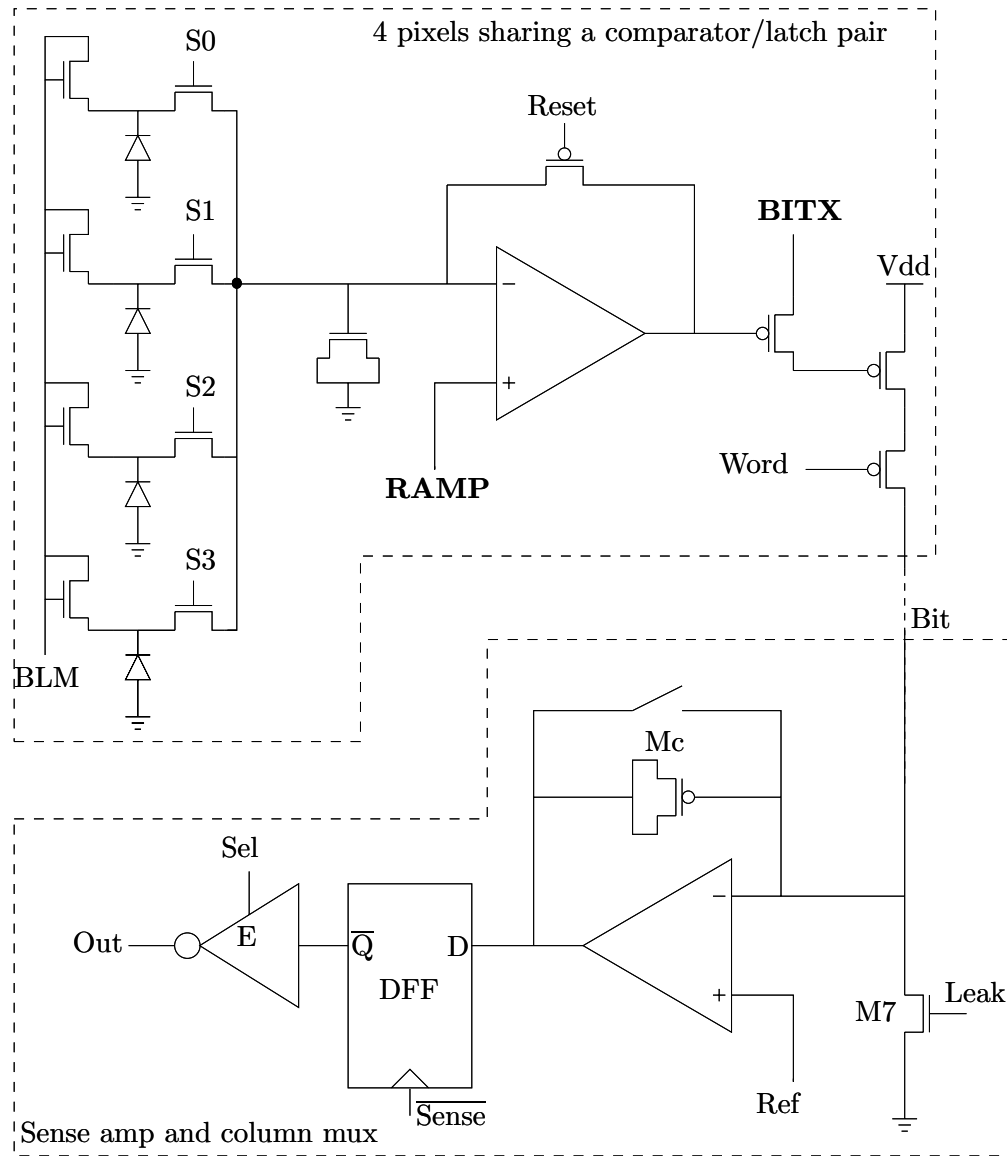 4 pixels sharing a comparator/latch pair
S0
Reset
S1
BITX
Vdd
−
S2
+
Word
RAMP
S3
Bit
BLM
Mc
Sel
−
Out
E
Q
D
DFF
+
Leak
M7
Ref
Sense
Sense amp and column mux